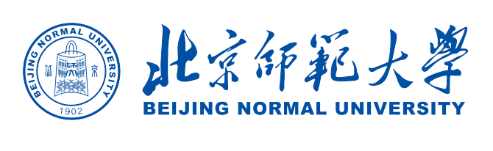 BEIJING NORMAL UNIVERSITY
1902
北京師範大學
BEIJING NORMAL UNIVERSITY